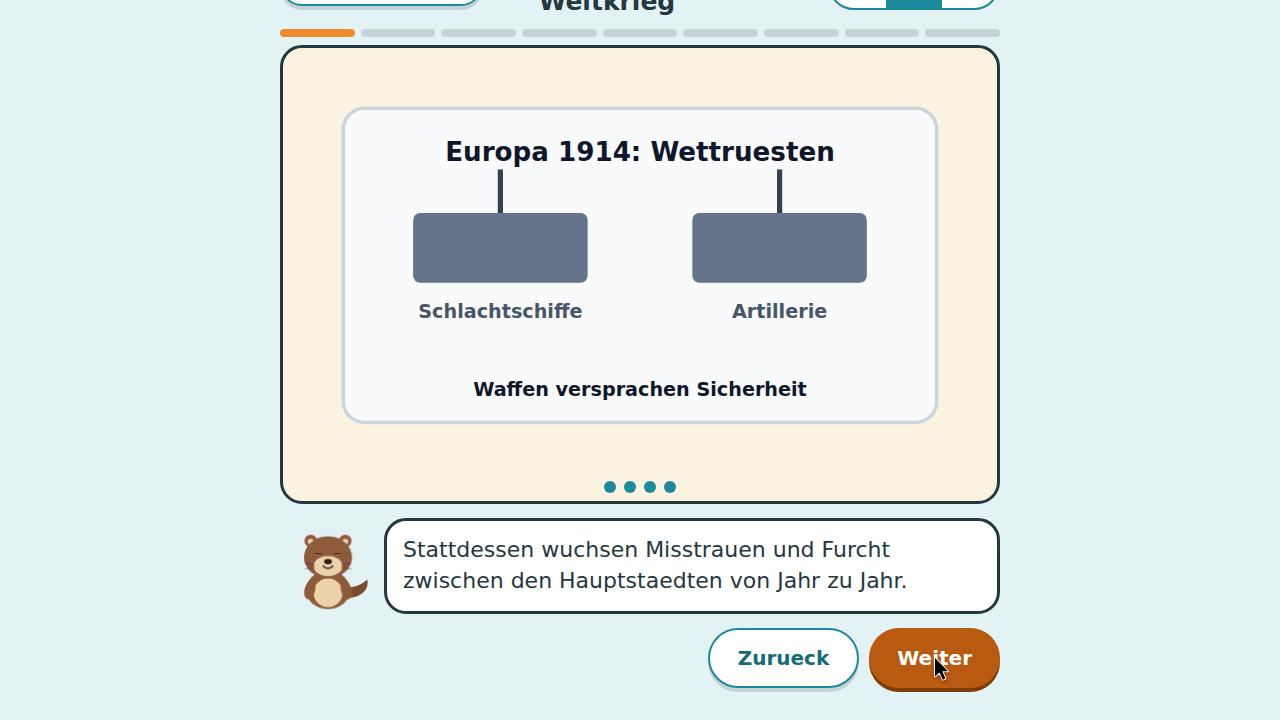 Weltkrieg
Europa 1914: Wettruesten
Schlachtschiffe
Artillerie
Waffen versprachen Sicherheit
Stattdessen wuchsen Misstrauen und Furcht
zwischen den Hauptstaedten von Jahr zu Jahr.
Zurueck
Weiter